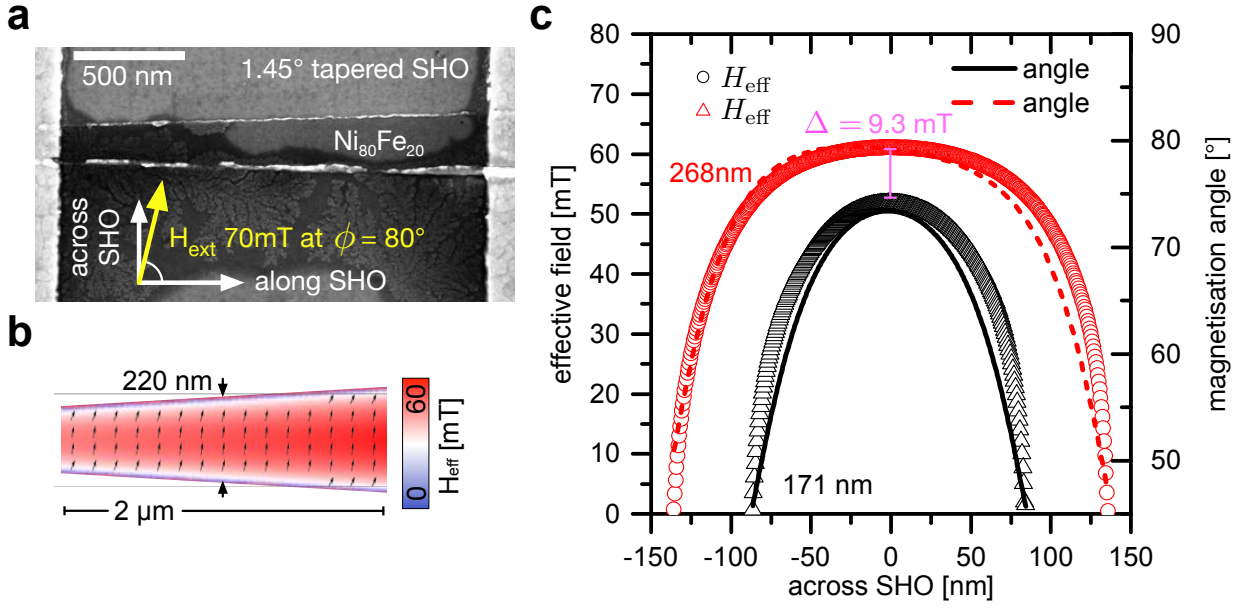 a
500 nm
1.45° tapered SHO
Ni80Fe20
across
SHO
Hext 70mT at ϕ = 80°
along SHO
b
220 nm
60
0
Heff [mT]
2 µm
c
80
70
60
50
40
30
20
10
0
effective field [mT]
90
80
70
60
50
magnetisation angle [°]
Heff
Heff
angle
angle
Δ = 9.3 mT
268nm
171 nm
-150 -100 -50 0 50 100 150
across SHO [nm]